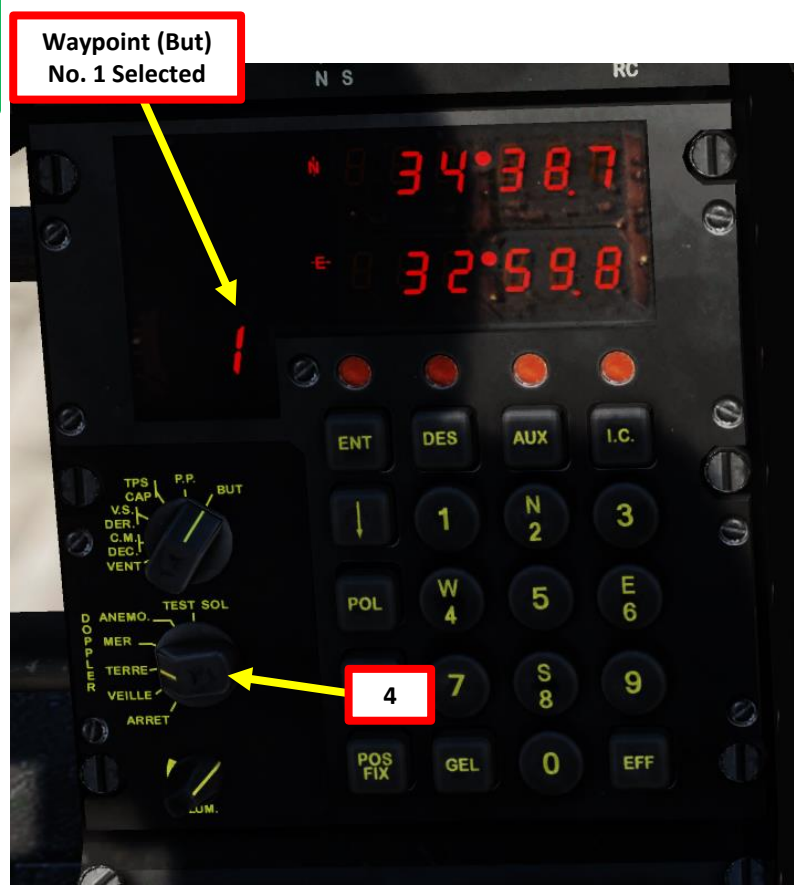 Waypoint (But)
No. 1 Selected
N S
RC
N 34°38.7
E 32°59.8
1
ENT DES AUX I.C.
TPS
CAP
P.P.
BUT
V.S.
DER.
C.M.
DEC.
VENT
1
N
2
3
POL
W
4
5
E
6
TEST SOL
DOPPLER
ANEMO.
MER
TERRE
VEILLE
ARRET
4
7
S
8
9
POS
FIX
GEL
0
EFF
LUM.